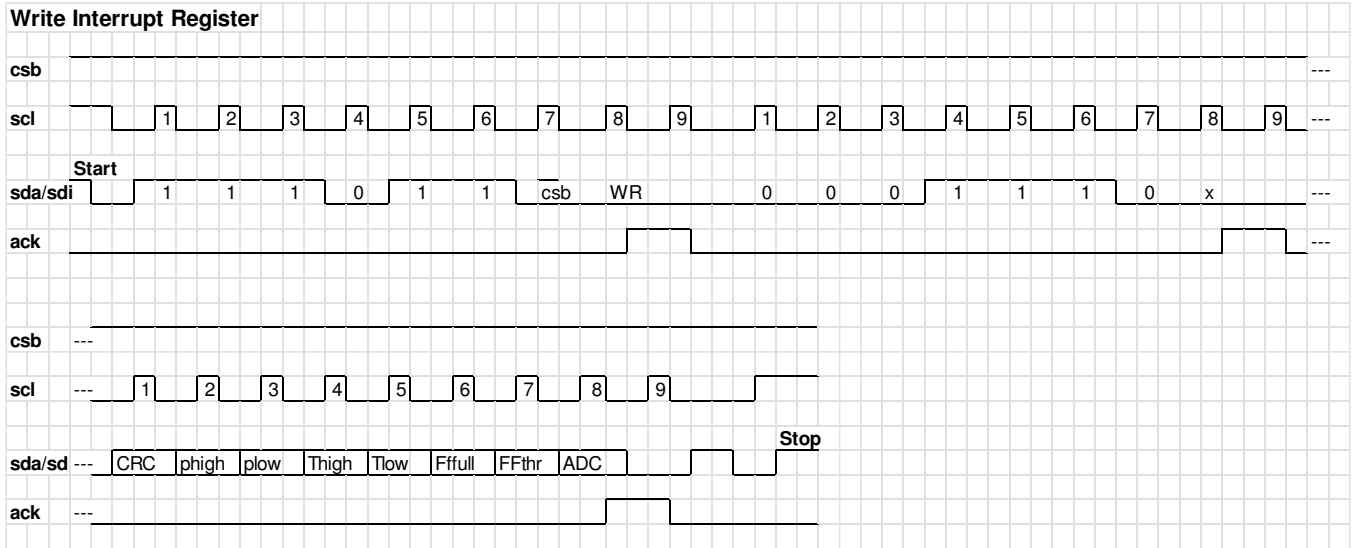 Write Interrupt Register
csb ---
scl 1 2 3 4 5 6 7 8 9 1 2 3 4 5 6 7 8 9 ---
Start
sda/sdi 1 1 1 0 1 1 csb WR 0 0 0 1 1 1 0 x ---
ack ---
csb ---
scl --- 1 2 3 4 5 6 7 8 9
Stop
sda/sd --- CRC phigh plow Thigh Tlow Fffull FFthr ADC
ack ---